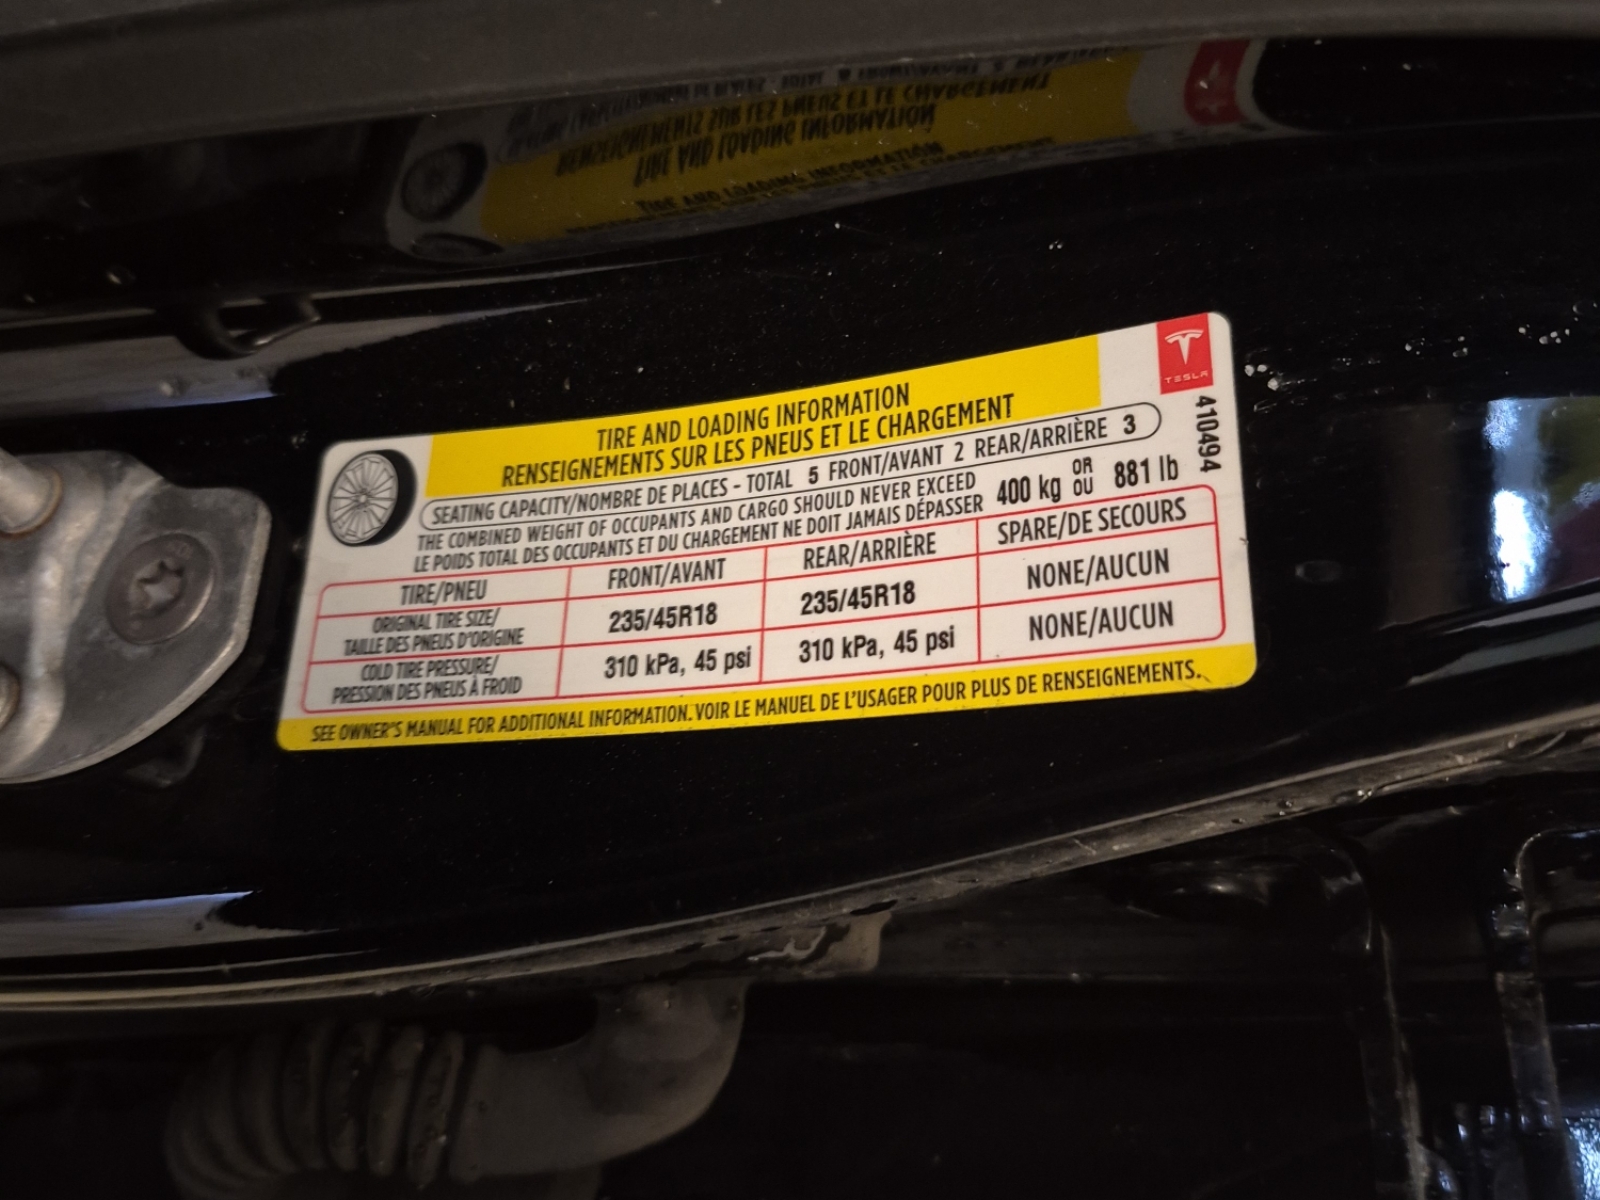 TESLA
410494
TIRE AND LOADING INFORMATION
RENSEIGNEMENTS SUR LES PNEUS ET LE CHARGEMENT
SEATING CAPACITY/NOMBRE DE PLACES - TOTAL 5 FRONT/AVANT 2 REAR/ARRIÈRE 3
THE COMBINED WEIGHT OF OCCUPANTS AND CARGO SHOULD NEVER EXCEED
LE POIDS TOTAL DES OCCUPANTS ET DU CHARGEMENT NE DOIT JAMAIS DÉPASSER
400 kg OR OU 881 lb
TIRE/PNEU FRONT/AVANT REAR/ARRIÈRE SPARE/DE SECOURS
ORIGINAL TIRE SIZE/
TAILLE DES PNEUS D'ORIGINE
235/45R18 235/45R18 NONE/AUCUN
COLD TIRE PRESSURE/
PRESSION DES PNEUS À FROID
310 kPa, 45 psi 310 kPa, 45 psi NONE/AUCUN
SEE OWNER'S MANUAL FOR ADDITIONAL INFORMATION. VOIR LE MANUEL DE L'USAGER POUR PLUS DE RENSEIGNEMENTS.